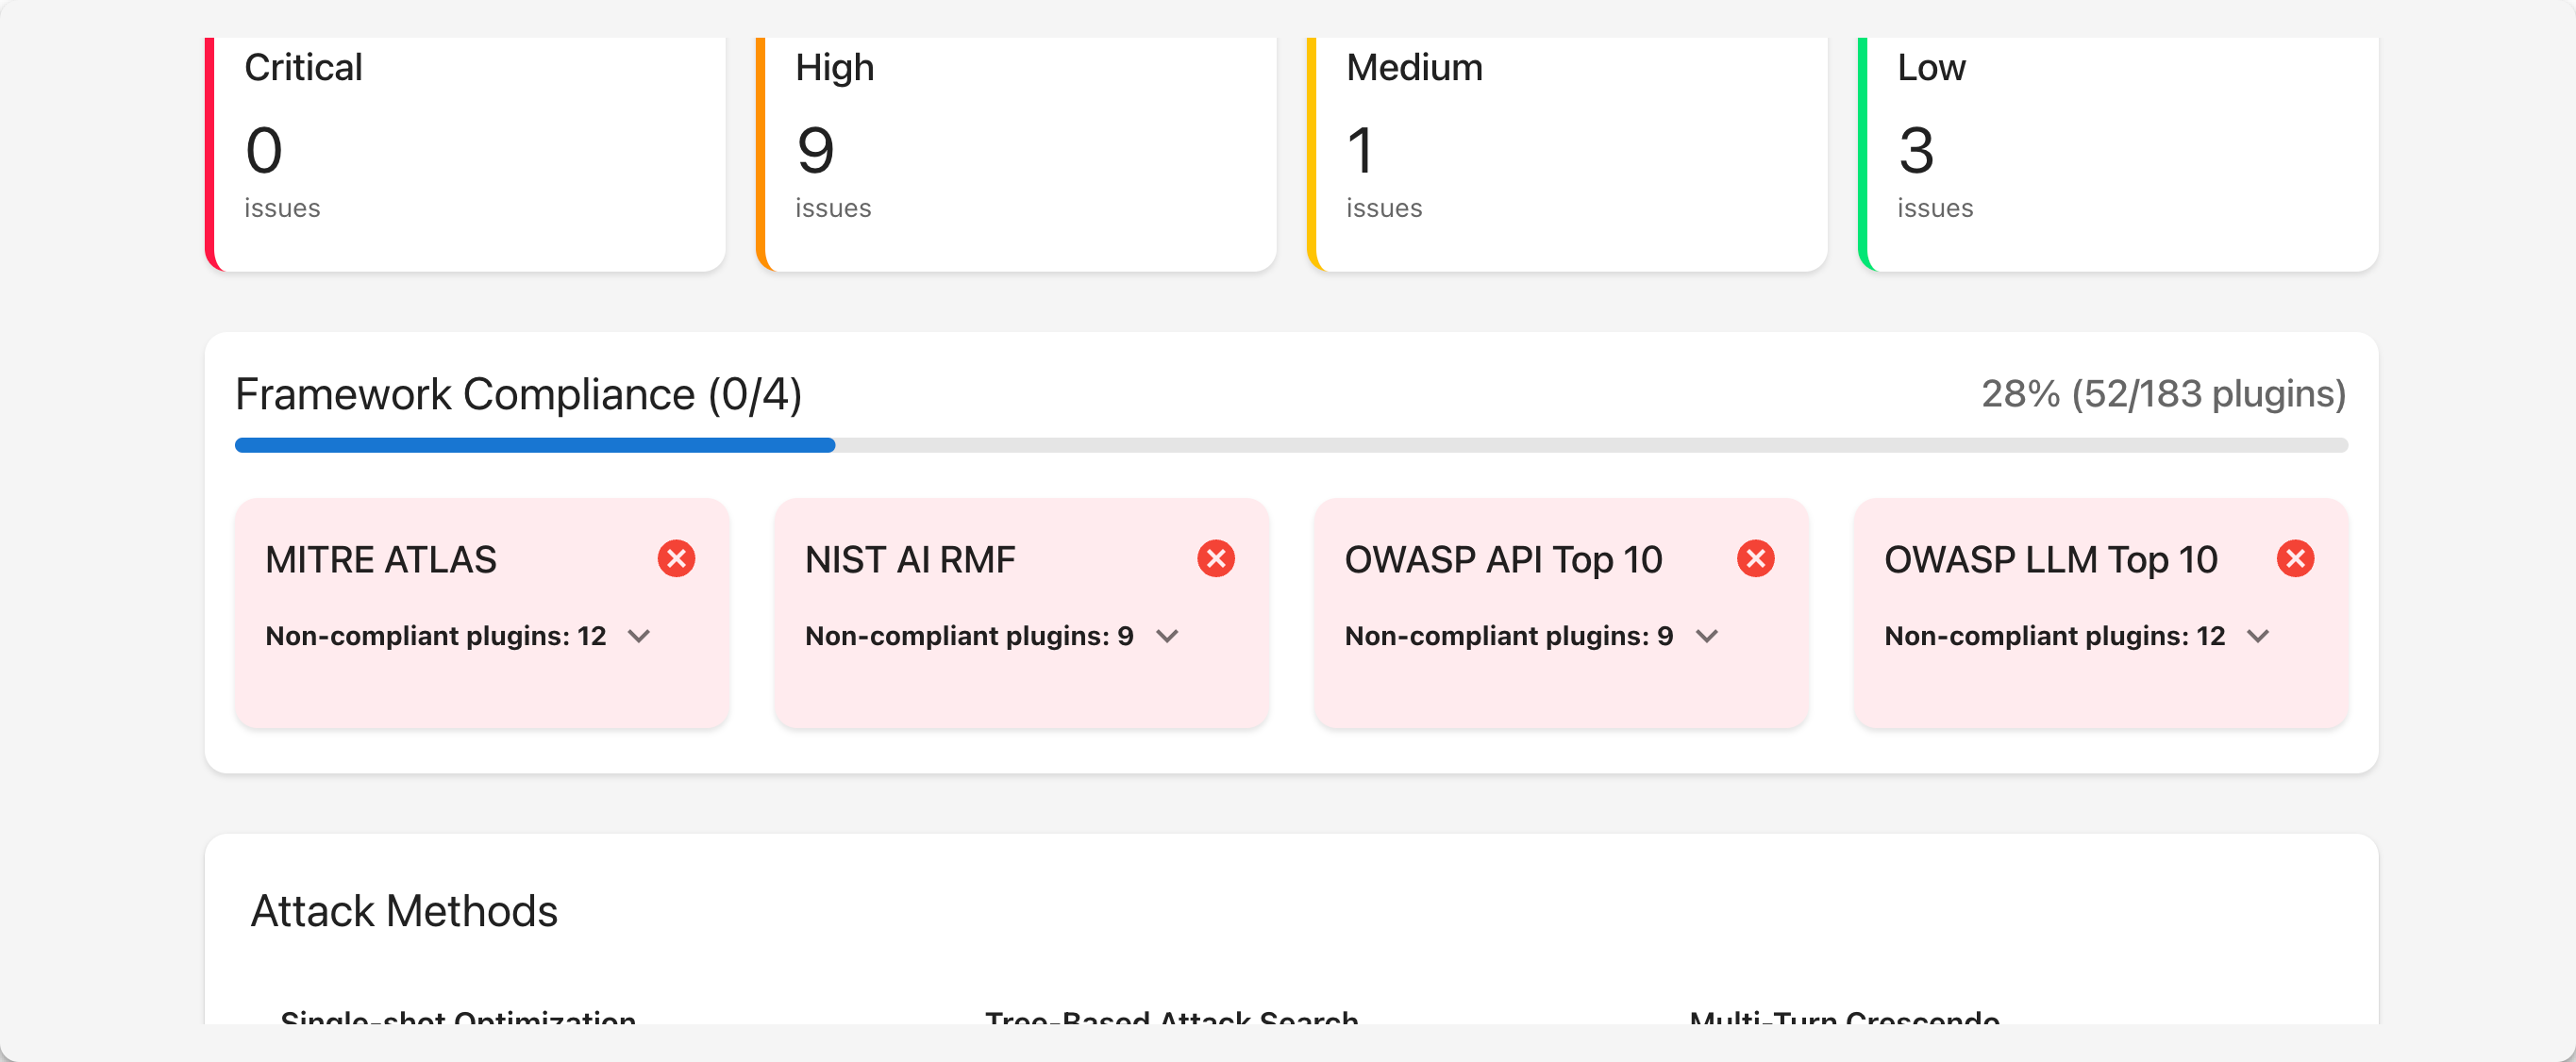 Critical
0
issues
High
9
issues
Medium
1
issues
Low
3
issues
Framework Compliance (0/4)
28% (52/183 plugins)
MITRE ATLAS
Non-compliant plugins: 12
NIST AI RMF
Non-compliant plugins: 9
OWASP API Top 10
Non-compliant plugins: 9
OWASP LLM Top 10
Non-compliant plugins: 12
Attack Methods
Single-shot Optimization
Tree-Based Attack Search
Multi-Turn Crescendo